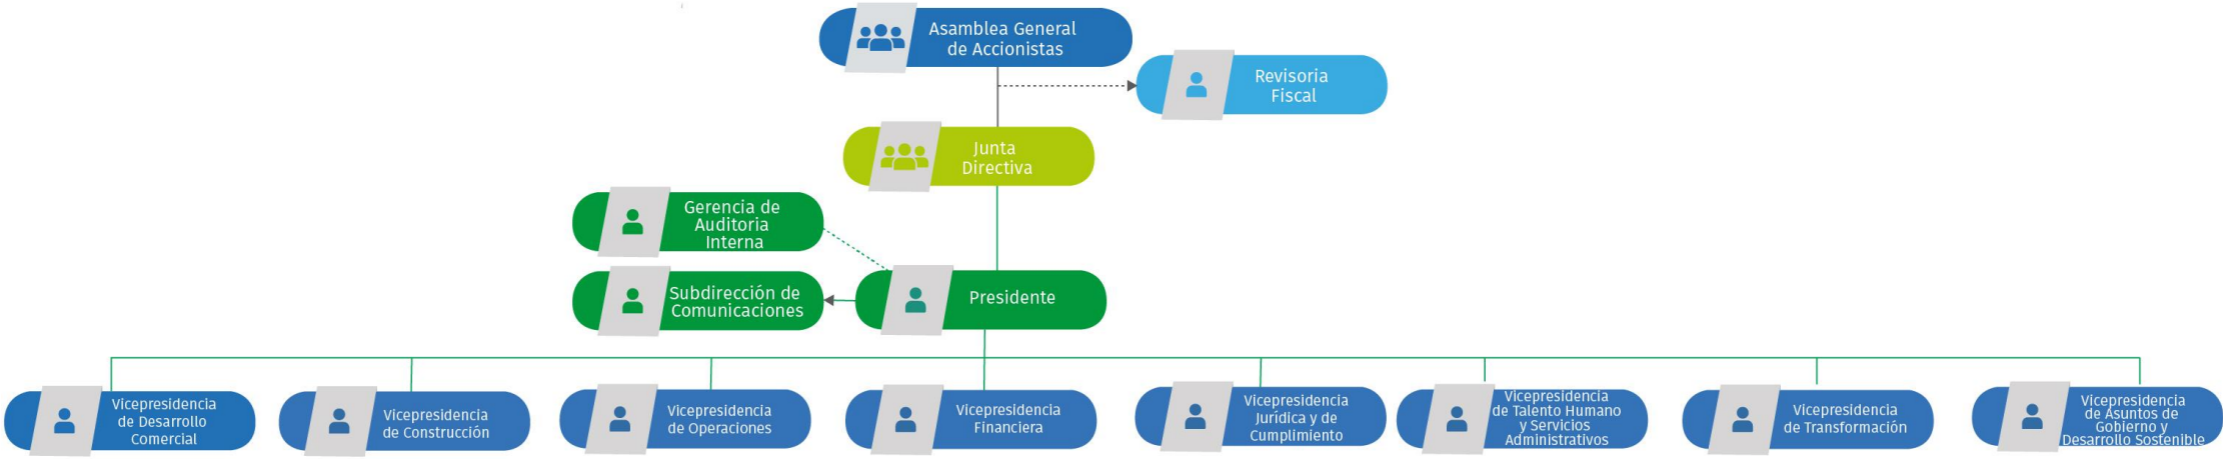 Asamblea General
de Accionistas
Revisoria
Fiscal
Junta
Directiva
Gerencia de
Auditoria
Interna
Subdirección de
Comunicaciones
Presidente
Vicepresidencia
de Desarrollo
Comercial
Vicepresidencia
de Construcción
Vicepresidencia
de Operaciones
Vicepresidencia
Financiera
Vicepresidencia
Jurídica y de
Cumplimiento
Vicepresidencia
de Talento Humano
y Servicios
Administrativos
Vicepresidencia
de Transformación
Vicepresidencia
de Asuntos de
Gobierno y
Desarrollo Sostenible